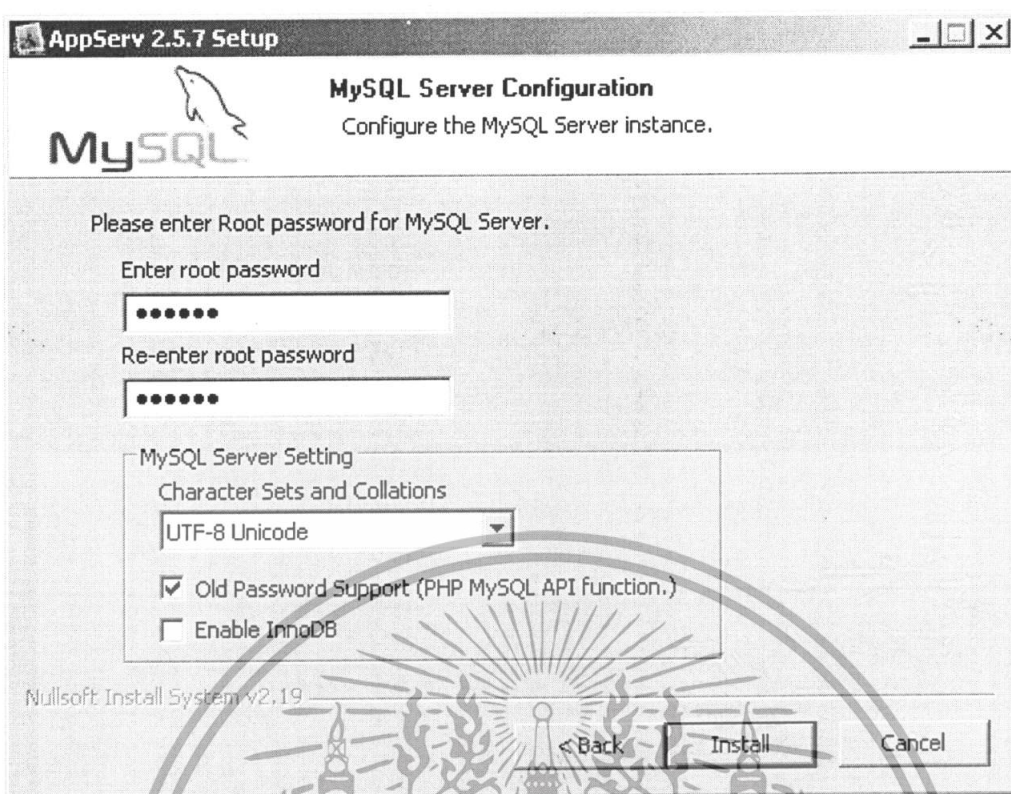 AppServ 2.5.7 Setup
MySQL
MySQL Server Configuration
Configure the MySQL Server instance.
Please enter Root password for MySQL Server.
Enter root password
●●●●●●
Re-enter root password
●●●●●●
MySQL Server Setting
Character Sets and Collations
UTF-8 Unicode
Old Password Support (PHP MySQL API function.)
Enable InnoDB
Nullsoft Install System v2.19
< Back Install Cancel